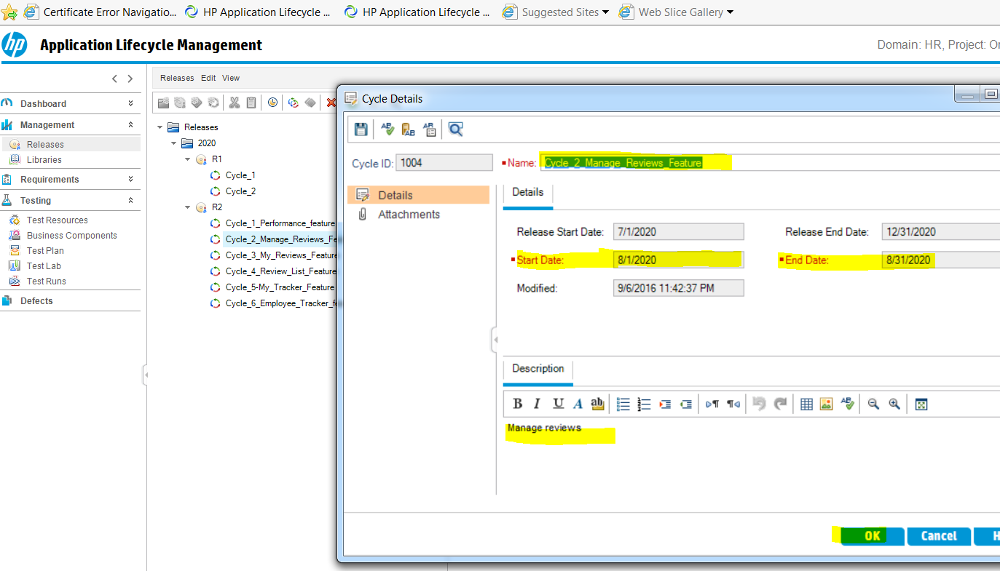 Certificate Error Navigatio... HP Application Lifecycle ... HP Application Lifecycle ... Suggested Sites Web Slice Gallery
hp Application Lifecycle Management Domain: HR, Project: Or
Releases Edit View
Dashboard
Management
Releases
Libraries
Requirements
Testing
Test Resources
Business Components
Test Plan
Test Lab
Test Runs
Defects
Releases
2020
R1
Cycle_1
Cycle_2
R2
Cycle_1_Performance_feature
Cycle_2_Manage_Reviews_Fe
Cycle_3_My_Reviews_Feature
Cycle_4_Review_List_Feature
Cycle_5-My_Tracker_Feature
Cycle_6_Employee_Tracker_f
Cycle Details
Cycle ID: 1004 Name: Cycle_2_Manage_Reviews_Feature
Details
Attachments
Details
Release Start Date: 7/1/2020 Release End Date: 12/31/2020
Start Date: 8/1/2020 End Date: 8/31/2020
Modified: 9/6/2016 11:42:37 PM
Description
B I U A ab
Manage reviews
OK Cancel H